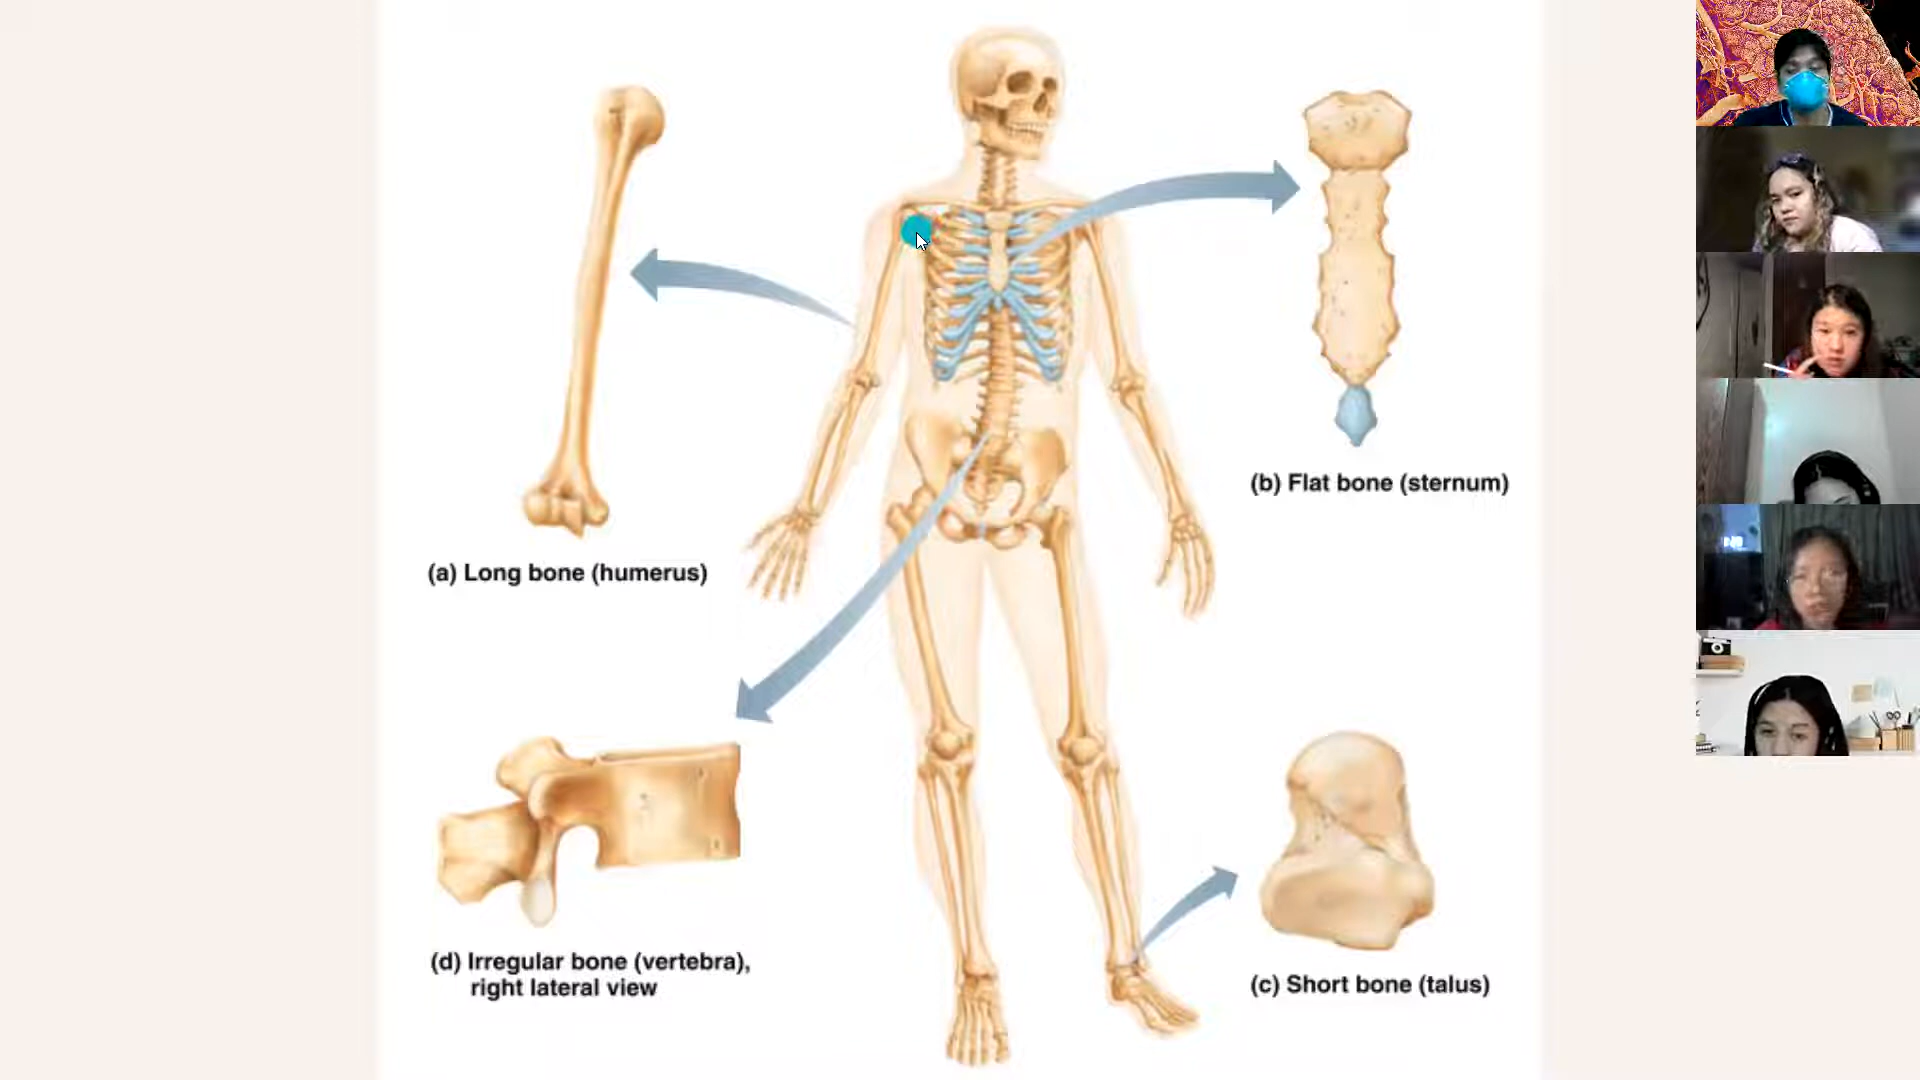 (a) Long bone (humerus)
(b) Flat bone (sternum)
(d) Irregular bone (vertebra),
right lateral view
(c) Short bone (talus)